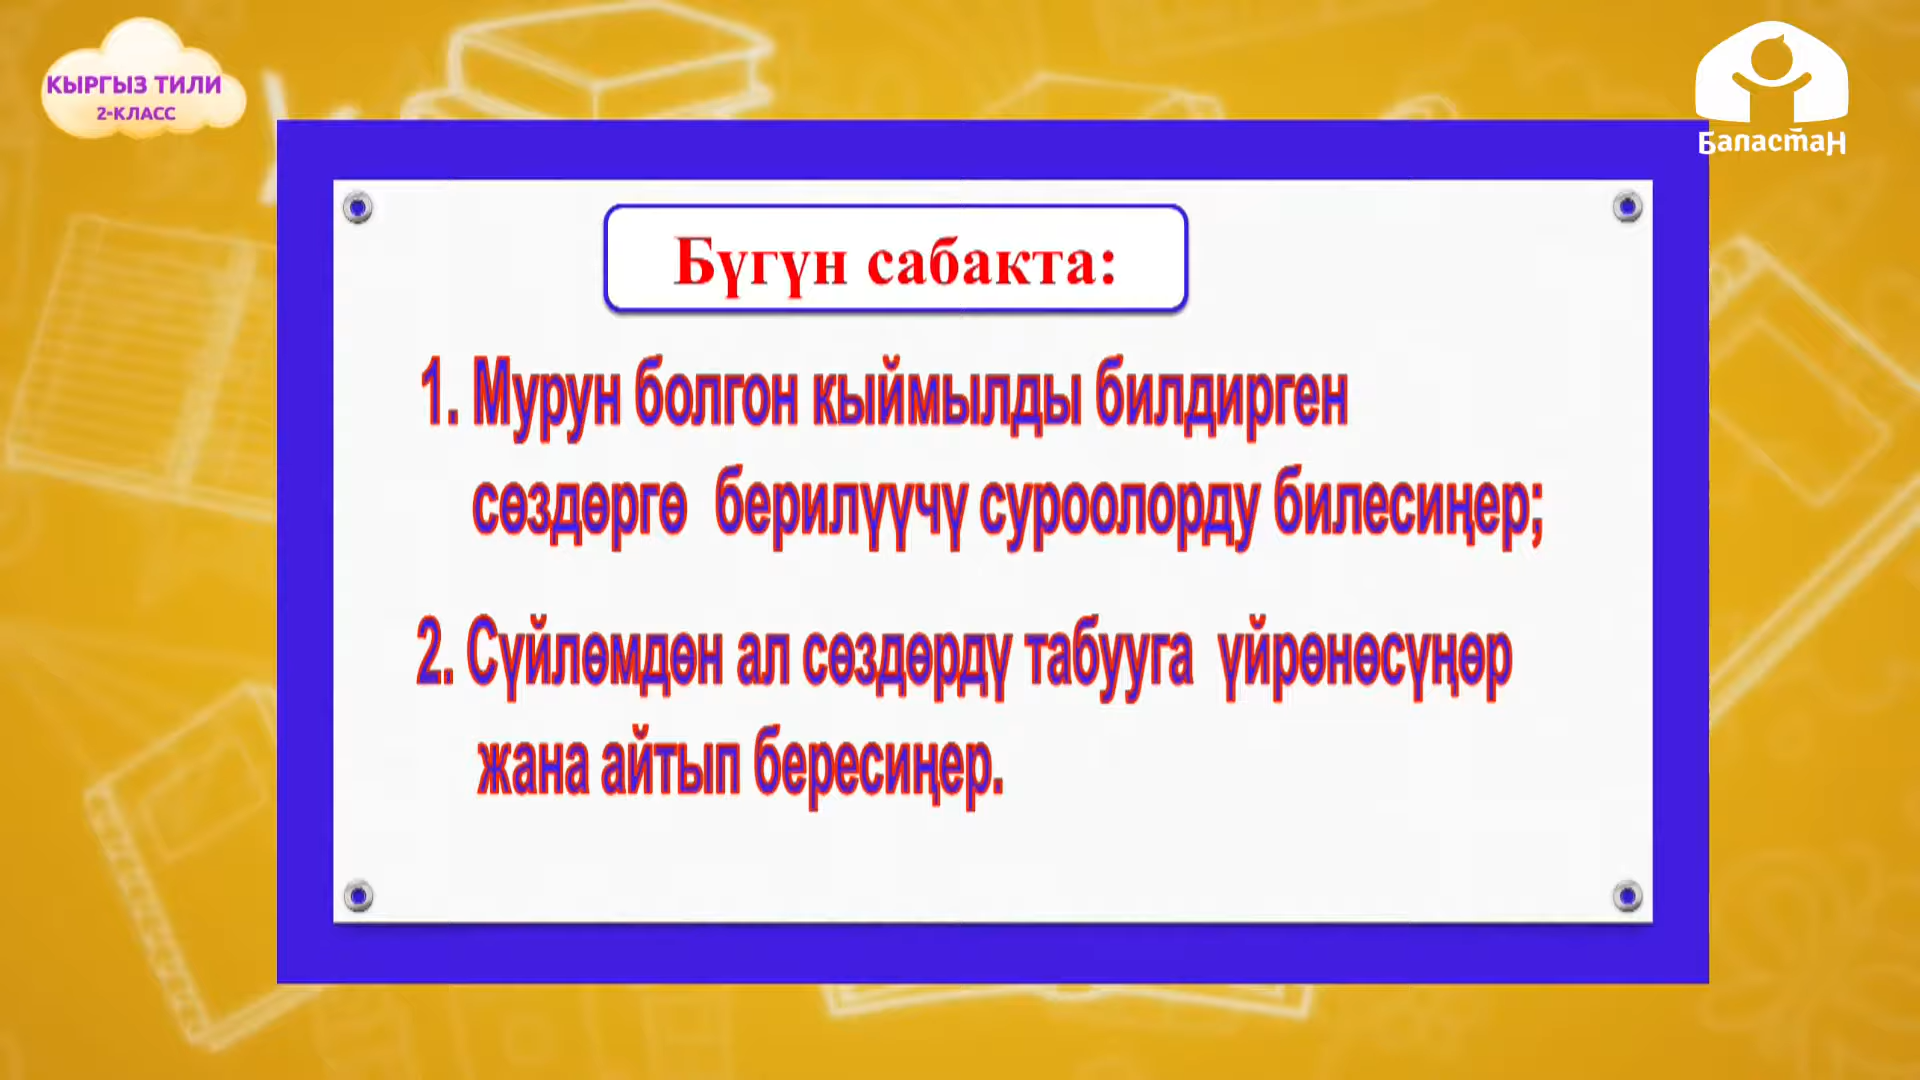 КЫРГЫЗ ТИЛИ
2-КЛАСС
Баластан
Бүгүн сабакта:
1. Мурун болгон кыймылды билдирген
сөздөргө берилүүчү суроолорду билесиңер;
2. Сүйлөмдөн ал сөздөрдү табууга үйрөнөсүңөр
жана айтып бересиңер.